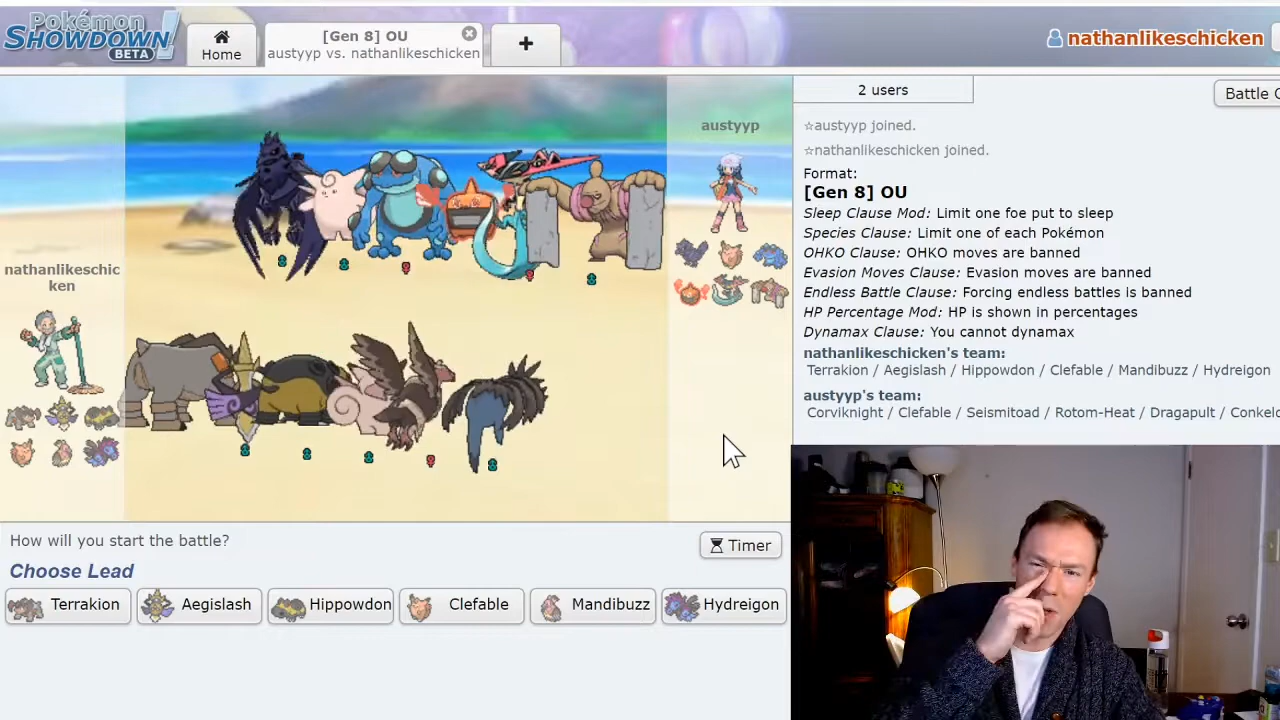 Pokémon
SHOWDOWN!
BETA
Home
[Gen 8] OU
austyyp vs. nathanlikeschicken
+
nathanlikeschicken
nathanlikeschic
ken
austyyp
2 users
Battle
☆austyyp joined.
☆nathanlikeschicken joined.
Format:
[Gen 8] OU
Sleep Clause Mod: Limit one foe put to sleep
Species Clause: Limit one of each Pokémon
OHKO Clause: OHKO moves are banned
Evasion Moves Clause: Evasion moves are banned
Endless Battle Clause: Forcing endless battles is banned
HP Percentage Mod: HP is shown in percentages
Dynamax Clause: You cannot dynamax
nathanlikeschicken's team:
Terrakion / Aegislash / Hippowdon / Clefable / Mandibuzz / Hydreigon
austyyp's team:
Corviknight / Clefable / Seismitoad / Rotom-Heat / Dragapult / Conkel
How will you start the battle?
Timer
Choose Lead
Terrakion
Aegislash
Hippowdon
Clefable
Mandibuzz
Hydreigon